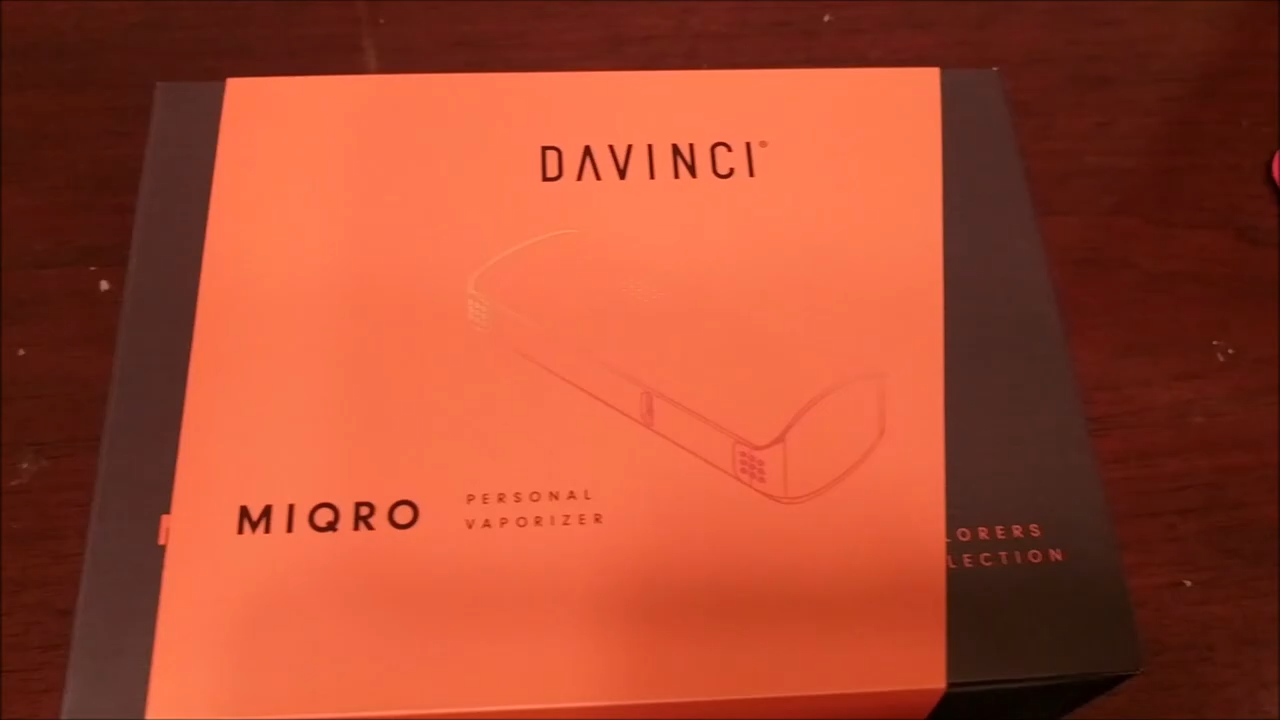 DAVINCI®
MIQRO
PERSONAL
VAPORIZER
LORERS
LECTION